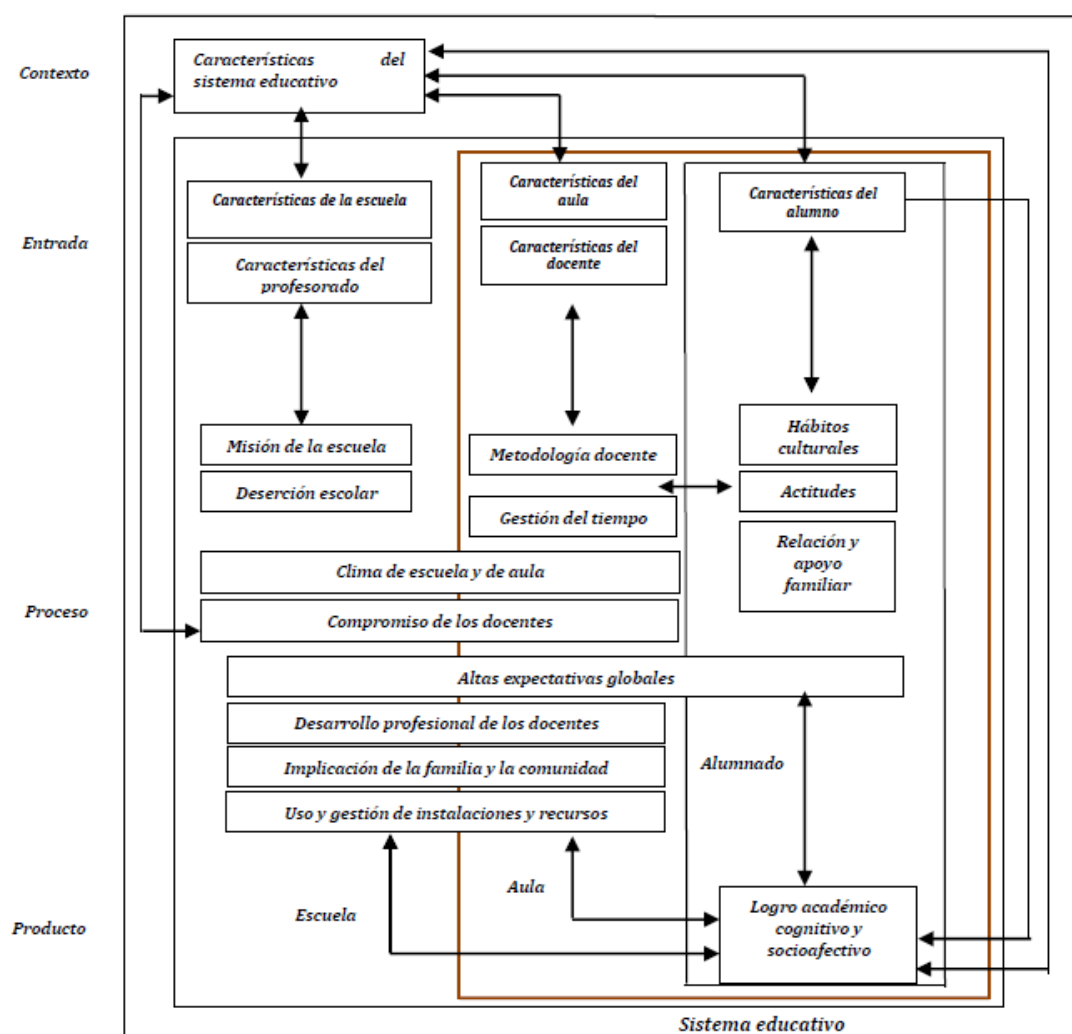 Contexto
Características del
sistema educativo
Características de la escuela
Características del
aula
Características del
alumno
Entrada
Características del
profesorado
Características del
docente
Misión de la escuela
Deserción escolar
Metodología docente
Gestión del tiempo
Hábitos
culturales
Actitudes
Relación y
apoyo
familiar
Clima de escuela y de aula
Proceso
Compromiso de los docentes
Altas expectativas globales
Desarrollo profesional de los docentes
Implicación de la familia y la comunidad
Alumnado
Uso y gestión de instalaciones y recursos
Aula
Escuela
Producto
Logro académico
cognitivo y
socioafectivo
Sistema educativo